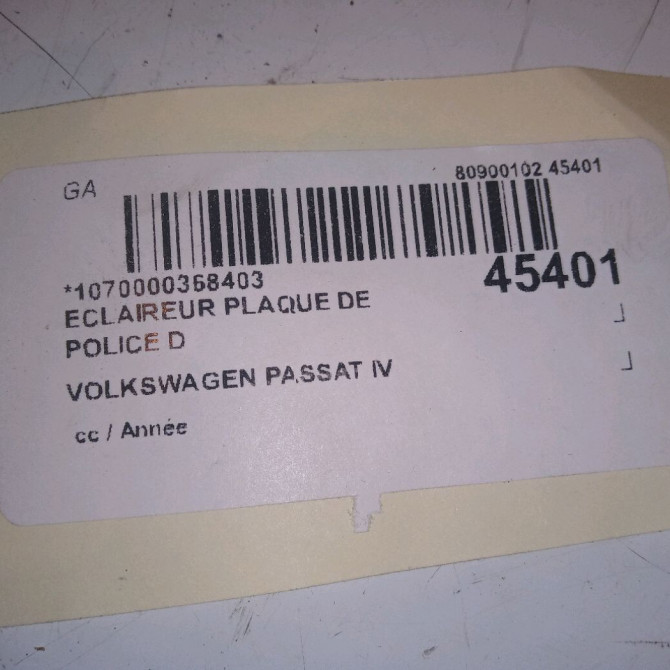 GA
80900102 45401
*1070000368403
45401
ECLAIREUR PLAQUE DE
POLICE D
VOLKSWAGEN PASSAT IV
cc / Année